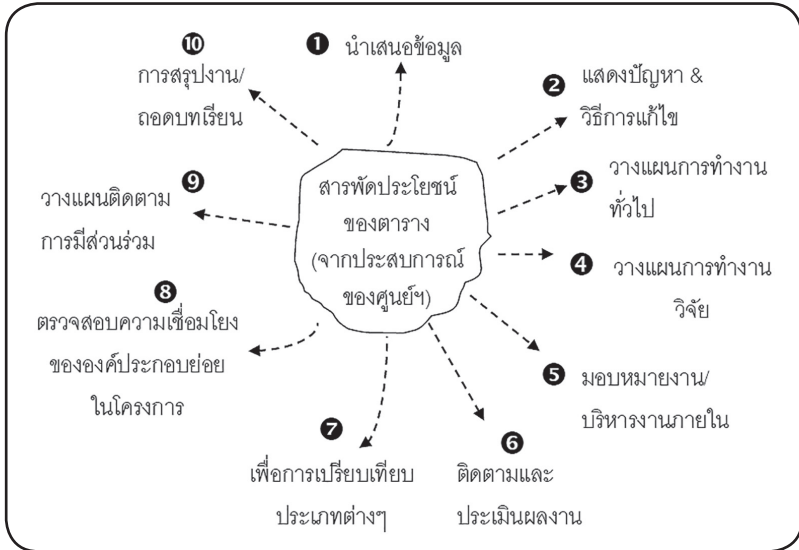 สารพัดประโยชน์
ของตาราง
(จากประสบการณ์
ของศูนย์ฯ)
❶ นำเสนอข้อมูล
❷ แสดงปัญหา &
วิธีการแก้ไข
❸ วางแผนการทำงาน
ทั่วไป
❹ วางแผนการทำงาน
วิจัย
❺ มอบหมายงาน/
บริหารงานภายใน
❻
ติดตามและ
ประเมินผลงาน
❼
เพื่อการเปรียบเทียบ
ประเภทต่างๆ
❽
ตรวจสอบความเชื่อมโยง
ขององค์ประกอบย่อย
ในโครงการ
❾
วางแผนติดตาม
การมีส่วนร่วม
❿
การสรุปงาน/
ถอดบทเรียน